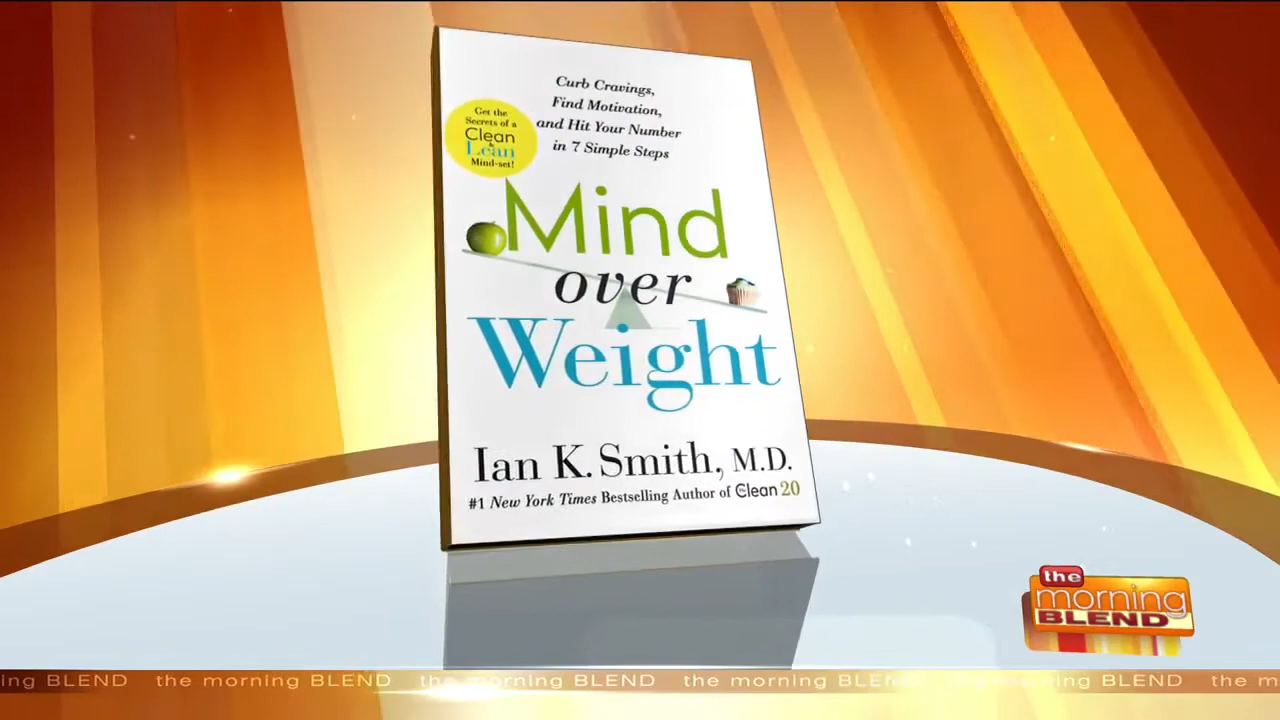 Curb Cravings,
Find Motivation,
and Hit Your Number
in 7 Simple Steps
Get the
Secrets of a
Clean
&
Lean
Mind-set!
Mind
over
Weight
Ian K. Smith, M.D.
#1 New York Times Bestselling Author of Clean 20
the
morning
BLEND
ing BLEND the morning BLEND the morning BLEND the morning BLEND the morning BLEND the m